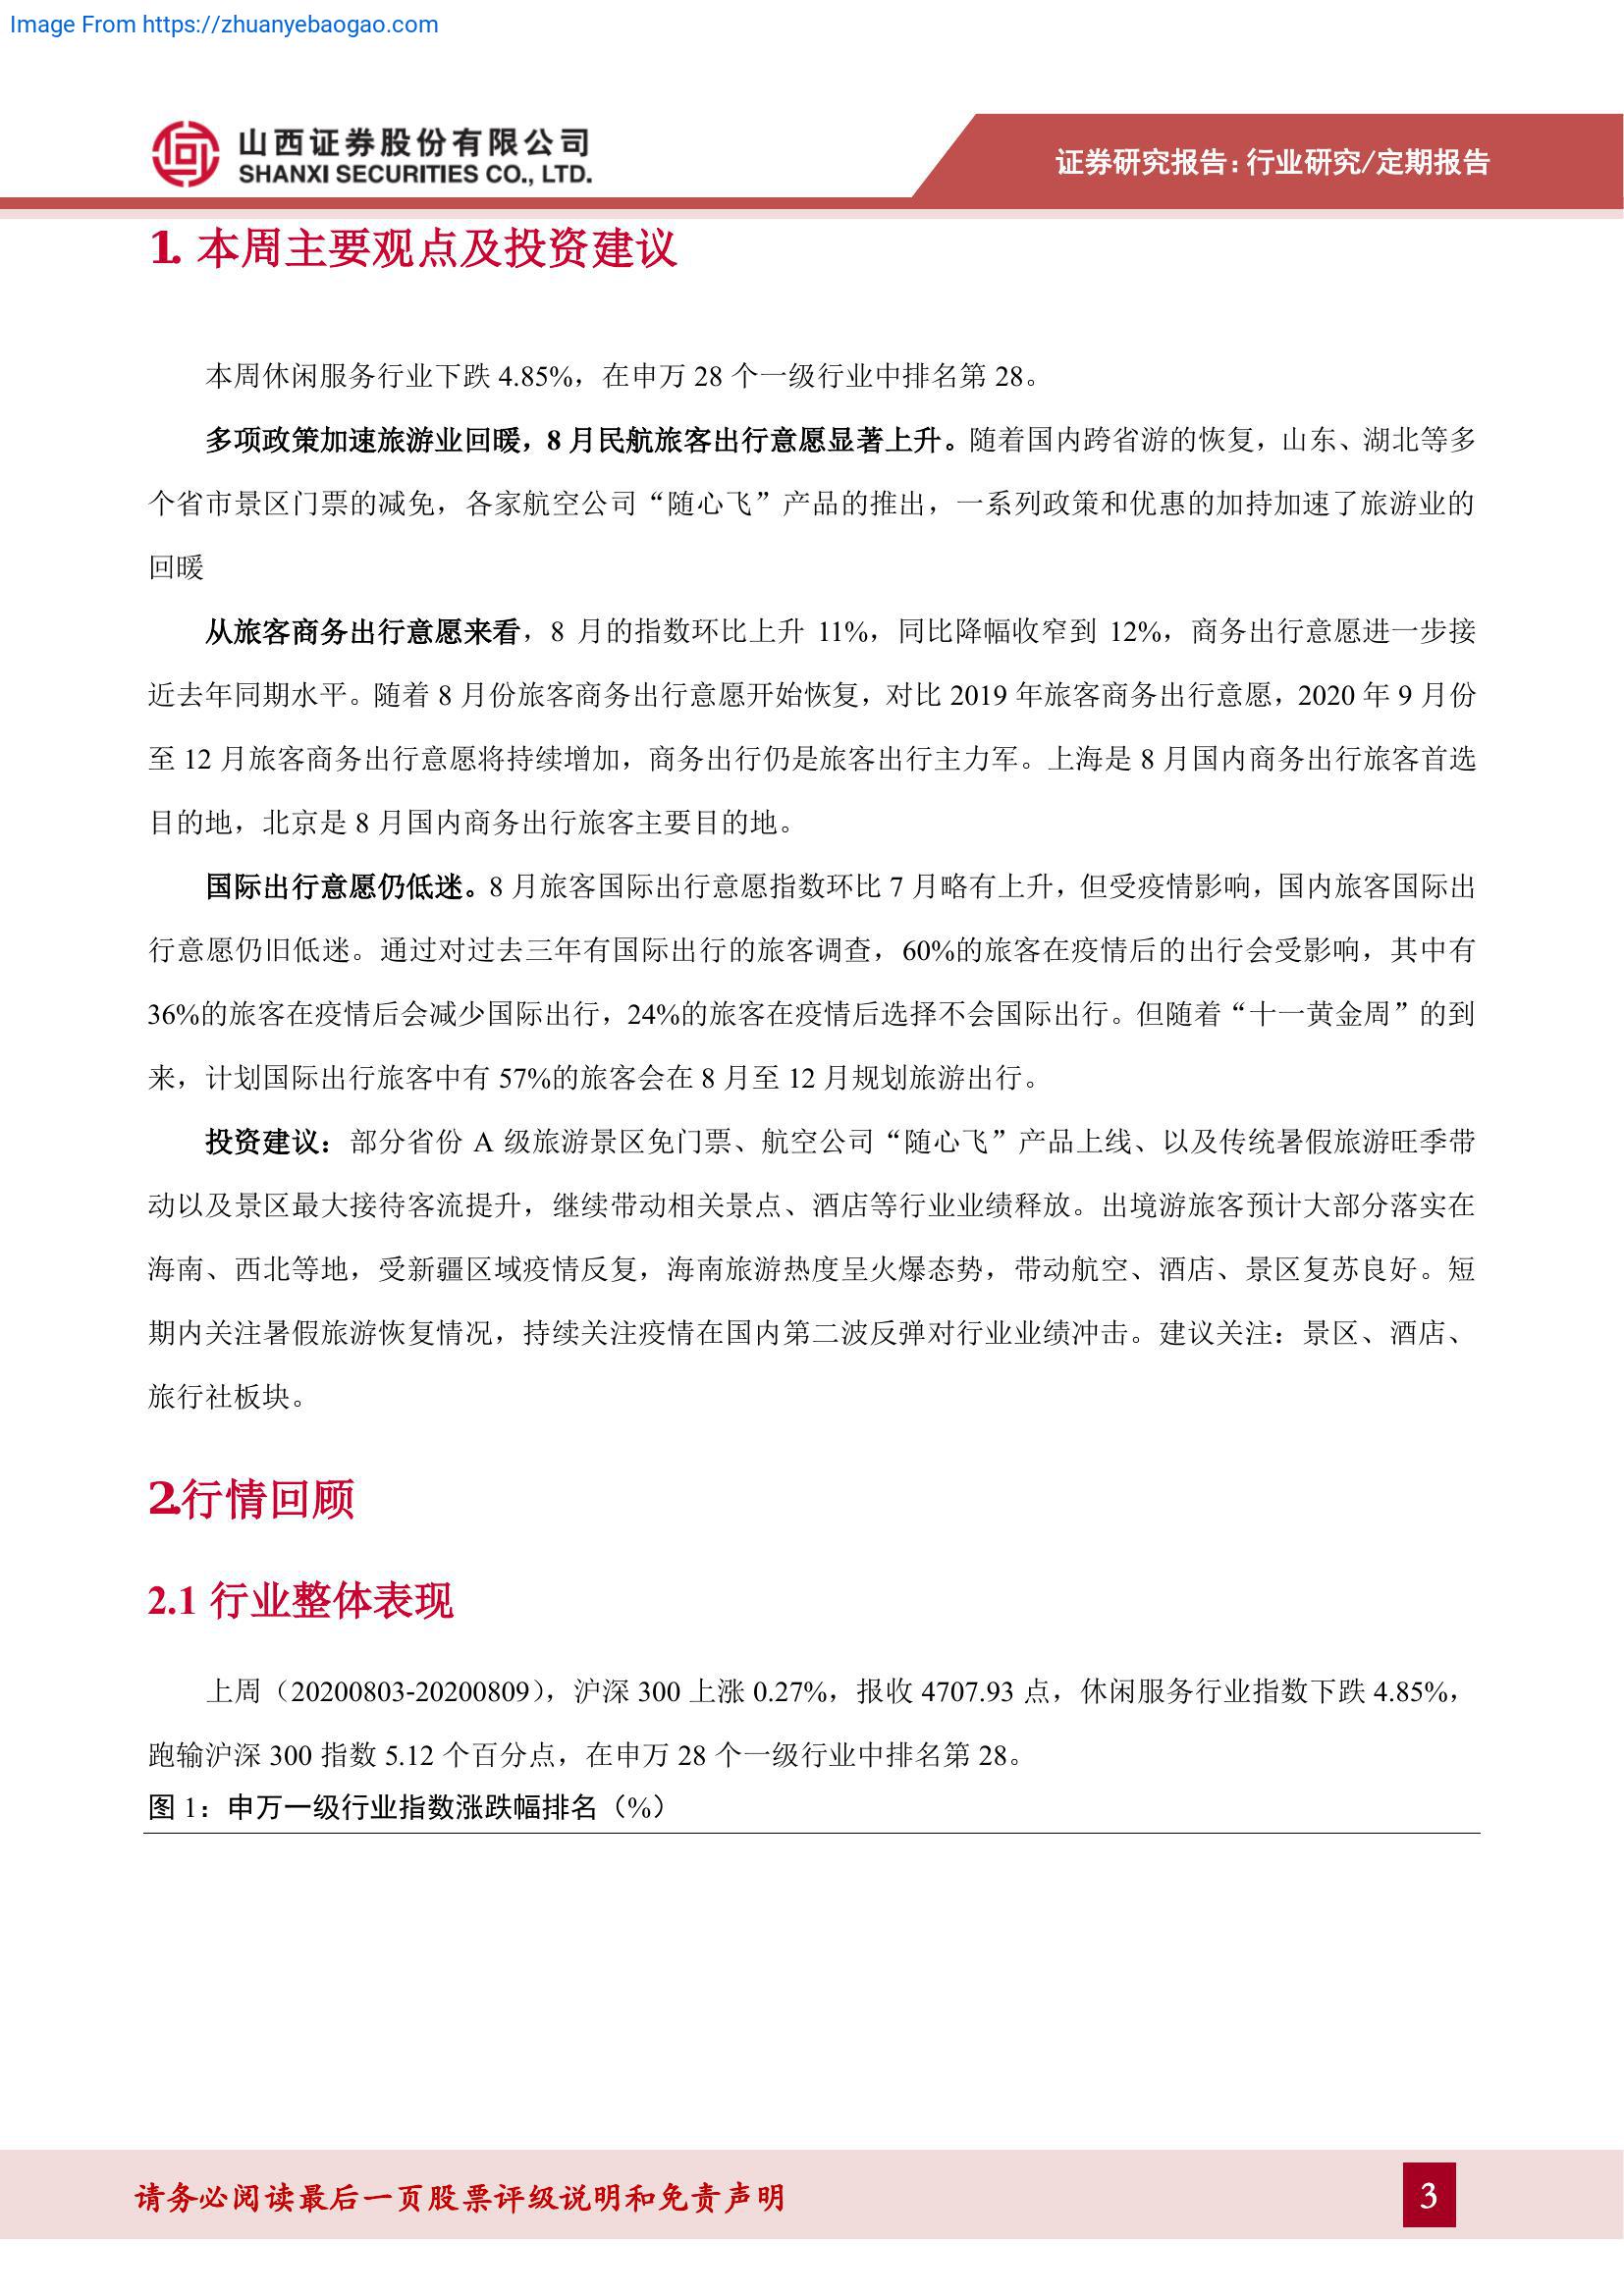 Image From https://zhuanyebaogao.com
山西证券股份有限公司
SHANXI SECURITIES CO., LTD.
证券研究报告:行业研究/定期报告
1. 本周主要观点及投资建议
本周休闲服务行业下跌 4.85%，在申万 28 个一级行业中排名第 28。
多项政策加速旅游业回暖，8 月民航旅客出行意愿显著上升。随着国内跨省游的恢复，山东、湖北等多
个省市景区门票的减免，各家航空公司“随心飞”产品的推出，一系列政策和优惠的加持加速了旅游业的
回暖
从旅客商务出行意愿来看，8 月的指数环比上升 11%，同比降幅收窄到 12%，商务出行意愿进一步接
近去年同期水平。随着 8 月份旅客商务出行意愿开始恢复，对比 2019 年旅客商务出行意愿，2020 年 9 月份
至 12 月旅客商务出行意愿将持续增加，商务出行仍是旅客出行主力军。上海是 8 月国内商务出行旅客首选
目的地，北京是 8 月国内商务出行旅客主要目的地。
国际出行意愿仍低迷。8 月旅客国际出行意愿指数环比 7 月略有上升，但受疫情影响，国内旅客国际出
行意愿仍旧低迷。通过对过去三年有国际出行的旅客调查，60%的旅客在疫情后的出行会受影响，其中有
36%的旅客在疫情后会减少国际出行，24%的旅客在疫情后选择不会国际出行。但随着“十一黄金周”的到
来，计划国际出行旅客中有 57%的旅客会在 8 月至 12 月规划旅游出行。
投资建议：部分省份 A 级旅游景区免门票、航空公司“随心飞”产品上线、以及传统暑假旅游旺季带
动以及景区最大接待客流提升，继续带动相关景点、酒店等行业业绩释放。出境游旅客预计大部分落实在
海南、西北等地，受新疆区域疫情反复，海南旅游热度呈火爆态势，带动航空、酒店、景区复苏良好。短
期内关注暑假旅游恢复情况，持续关注疫情在国内第二波反弹对行业业绩冲击。建议关注：景区、酒店、
旅行社板块。
2.行情回顾
2.1 行业整体表现
上周（20200803-20200809），沪深 300 上涨 0.27%，报收 4707.93 点，休闲服务行业指数下跌 4.85%，
跑输沪深 300 指数 5.12 个百分点，在申万 28 个一级行业中排名第 28。
图 1：申万一级行业指数涨跌幅排名（%）
请务必阅读最后一页股票评级说明和免责声明
3